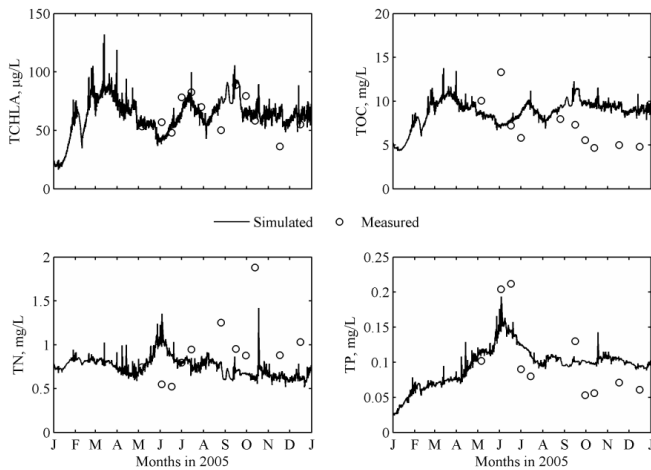 150
100
50
0
TCHLA, µg/L
20
15
10
5
0
TOC, mg/L
Simulated Measured
2
1.5
1
0.5
0
TN, mg/L
J F M A M J J A S O N D J
Months in 2005
0.25
0.2
0.15
0.1
0.05
0
TP, mg/L
J F M A M J J A S O N D J
Months in 2005